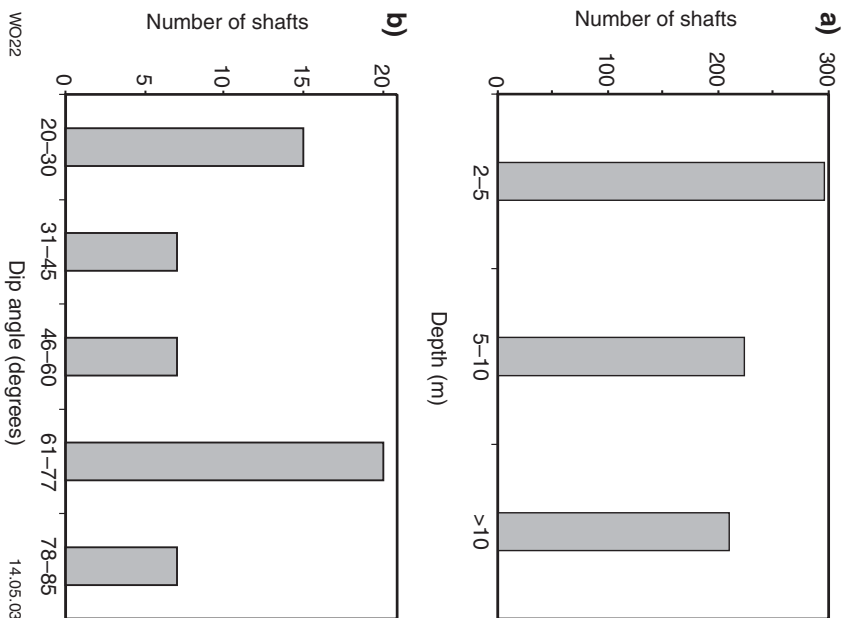 a)
Number of shafts
300
200
100
0
2–5
5–10
>10
Depth (m)
b)
Number of shafts
20
15
10
5
0
20–30
31–45
46–60
61–77
78–85
Dip angle (degrees)
WO22
14.05.03